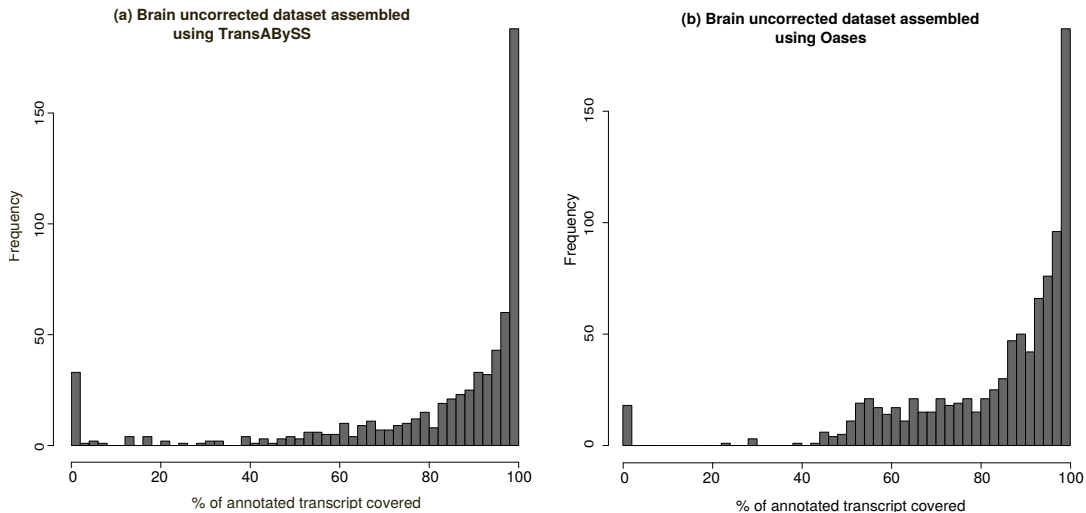 (a) Brain uncorrected dataset assembled
using TransABySS
Frequency
150
100
50
0
0 20 40 60 80 100
% of annotated transcript covered
(b) Brain uncorrected dataset assembled
using Oases
Frequency
150
100
50
0
0 20 40 60 80 100
% of annotated transcript covered